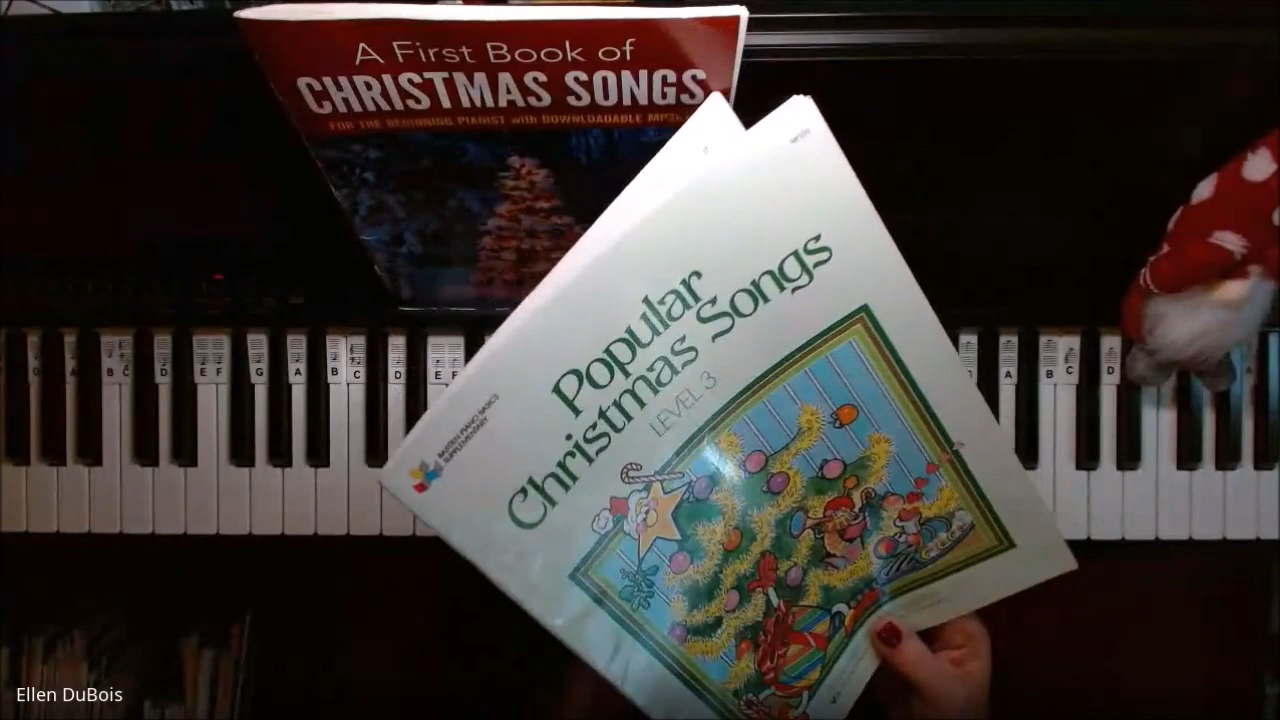 A First Book of
CHRISTMAS SONGS
FOR THE BEGINNING PIANIST with DOWNLOADABLE MP3s
Popular
Christmas Songs
LEVEL 3
BASTIEN PIANO BASICS
SUPPLEMENTARY
B C D E F G A B C D E F
B C D
Ellen DuBois